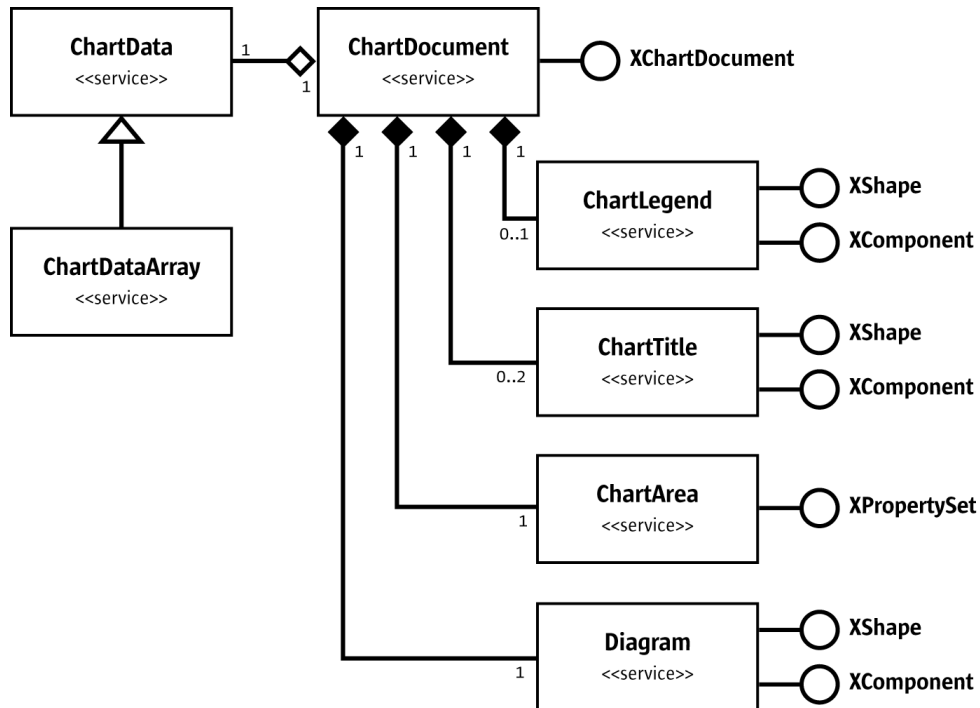 ChartData
<<service>>
1
1
ChartDocument
<<service>>
XChartDocument
1
1
1
1
ChartLegend
<<service>>
0..1
XShape
XComponent
ChartDataArray
<<service>>
ChartTitle
<<service>>
0..2
XShape
XComponent
ChartArea
<<service>>
1
XPropertySet
Diagram
<<service>>
1
XShape
XComponent